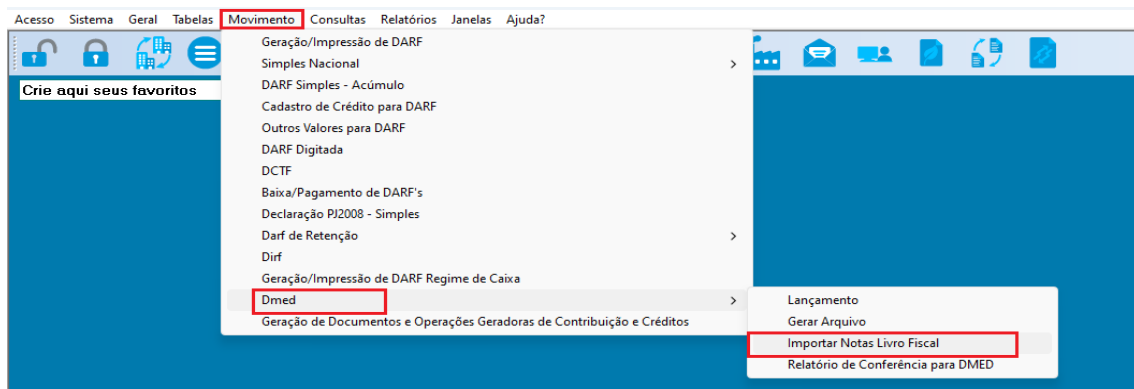 Acesso Sistema Geral Tabelas Movimento Consultas Relatórios Janelas Ajuda?
Crie aqui seus favoritos
Geração/Impressão de DARF
Simples Nacional
DARF Simples - Acúmulo
Cadastro de Crédito para DARF
Outros Valores para DARF
DARF Digitada
DCTF
Baixa/Pagamento de DARF's
Declaração PJ2008 - Simples
Darf de Retenção
Dirf
Geração/Impressão de DARF Regime de Caixa
Dmed
Geração de Documentos e Operações Geradoras de Contribuição e Créditos
Lançamento
Gerar Arquivo
Importar Notas Livro Fiscal
Relatório de Conferência para DMED